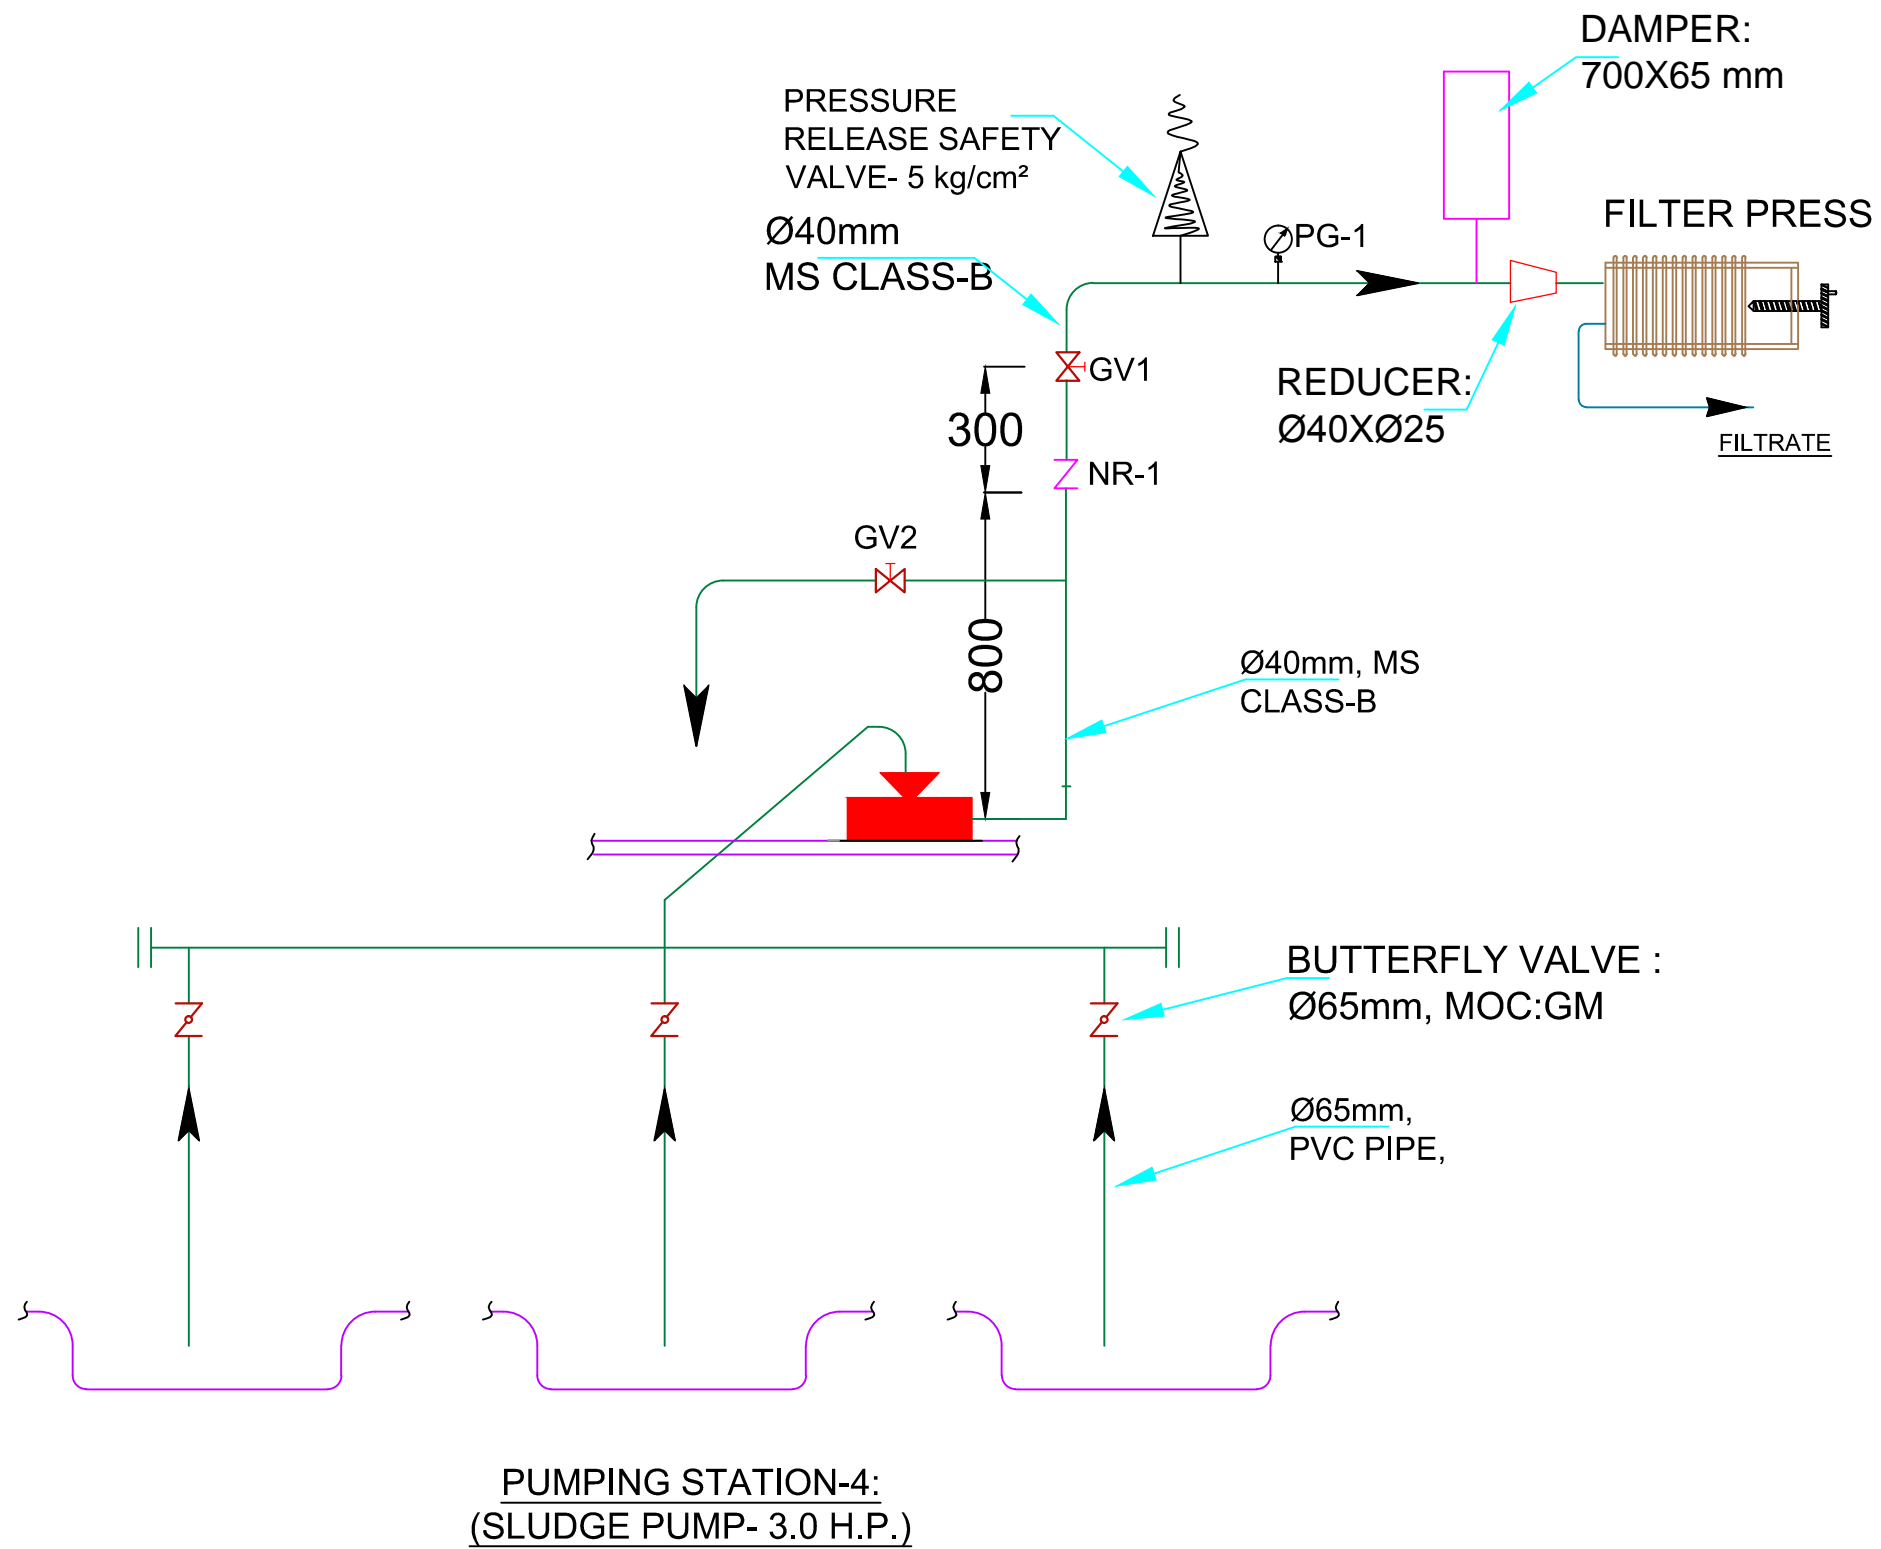 DAMPER:
700X65 mm
PRESSURE
RELEASE SAFETY
VALVE- 5 kg/cm²
Ø40mm
MS CLASS-B
PG-1
FILTER PRESS
GV1
REDUCER:
Ø40XØ25
300
FILTRATE
NR-1
GV2
800
Ø40mm, MS
CLASS-B
BUTTERFLY VALVE :
Ø65mm, MOC:GM
Ø65mm,
PVC PIPE,
PUMPING STATION-4:
(SLUDGE PUMP- 3.0 H.P.)